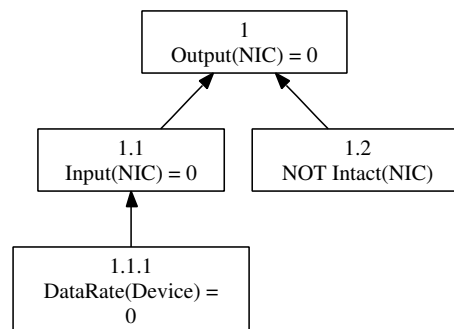 1
Output(NIC) = 0
1.1
Input(NIC) = 0
1.2
NOT Intact(NIC)
1.1.1
DataRate(Device) =
0